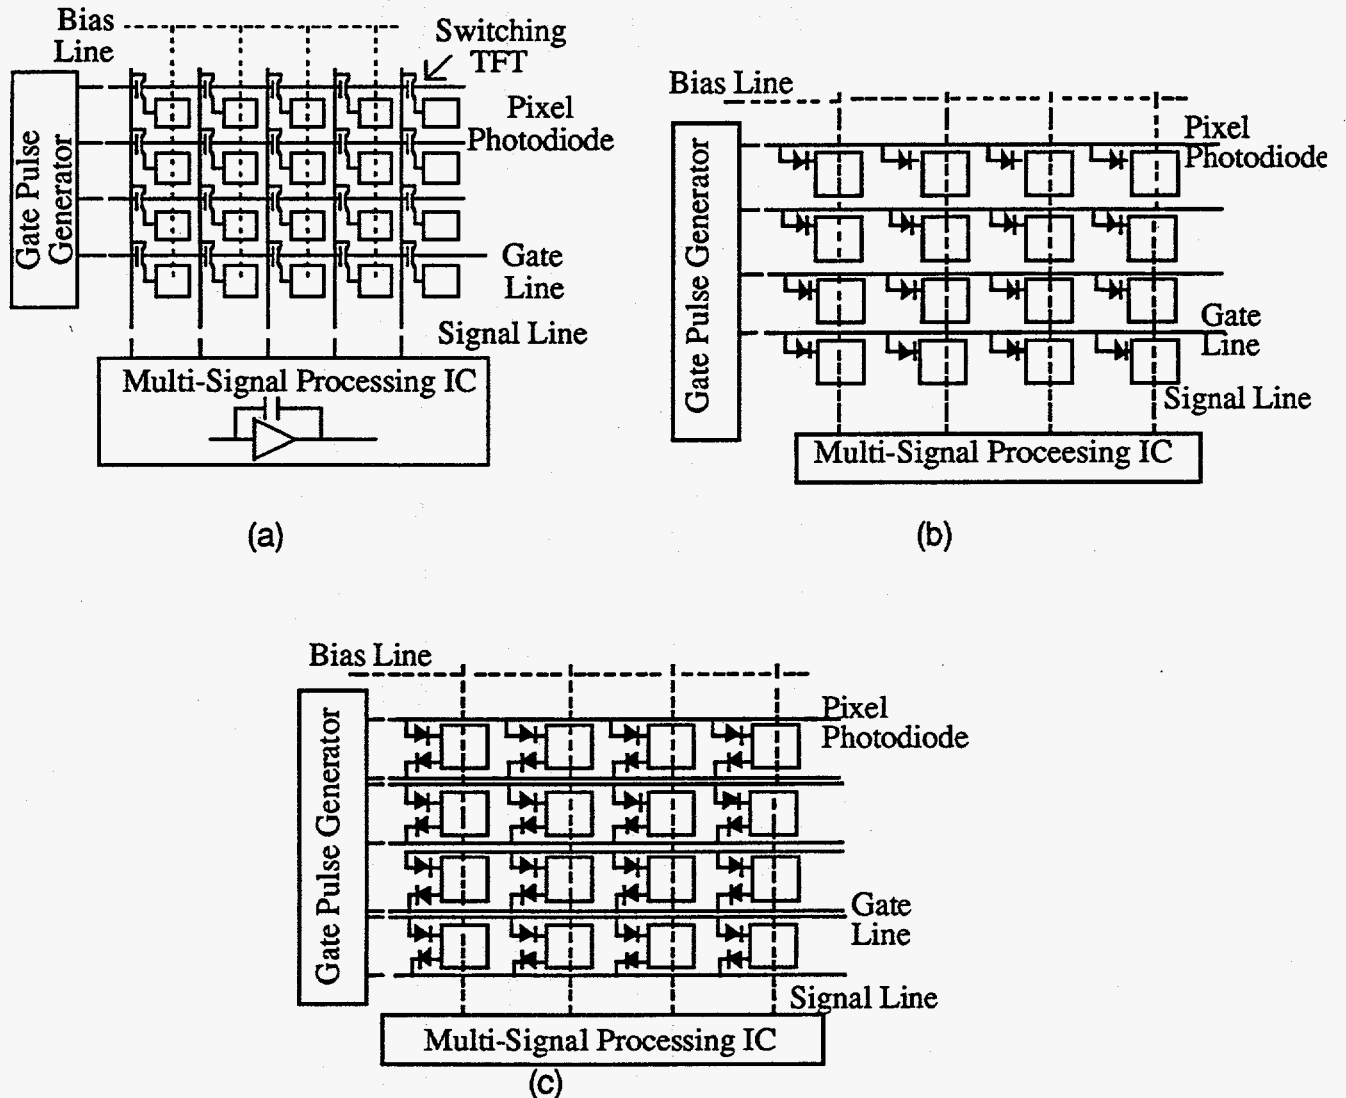 Bias
Line
Switching
TFT
Pixel
Photodiode
Gate Pulse
Generator
Gate
Line
Signal Line
Multi-Signal Processing IC
(a)
Bias Line
Pixel
Photodiode
Gate Pulse Generator
Gate
Line
Signal Line
Multi-Signal Proceesing IC
(b)
Bias Line
Pixel
Photodiode
Gate Pulse Generator
Gate
Line
Signal Line
Multi-Signal Processing IC
(c)